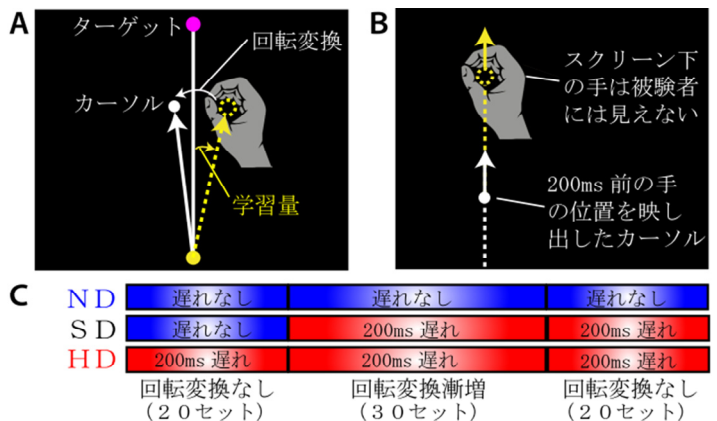 A
ターゲット
回転変換
カーソル
学習量
B
スクリーン下
の手は被験者
には見えない
200ms 前の手
の位置を映し
出したカーソル
C
ND 遅れなし 遅れなし 遅れなし
SD 遅れなし 200ms 遅れ 200ms 遅れ
HD 200ms 遅れ 200ms 遅れ 200ms 遅れ
回転変換なし 回転変換漸増 回転変換なし
(20セット) (30セット) (20セット)